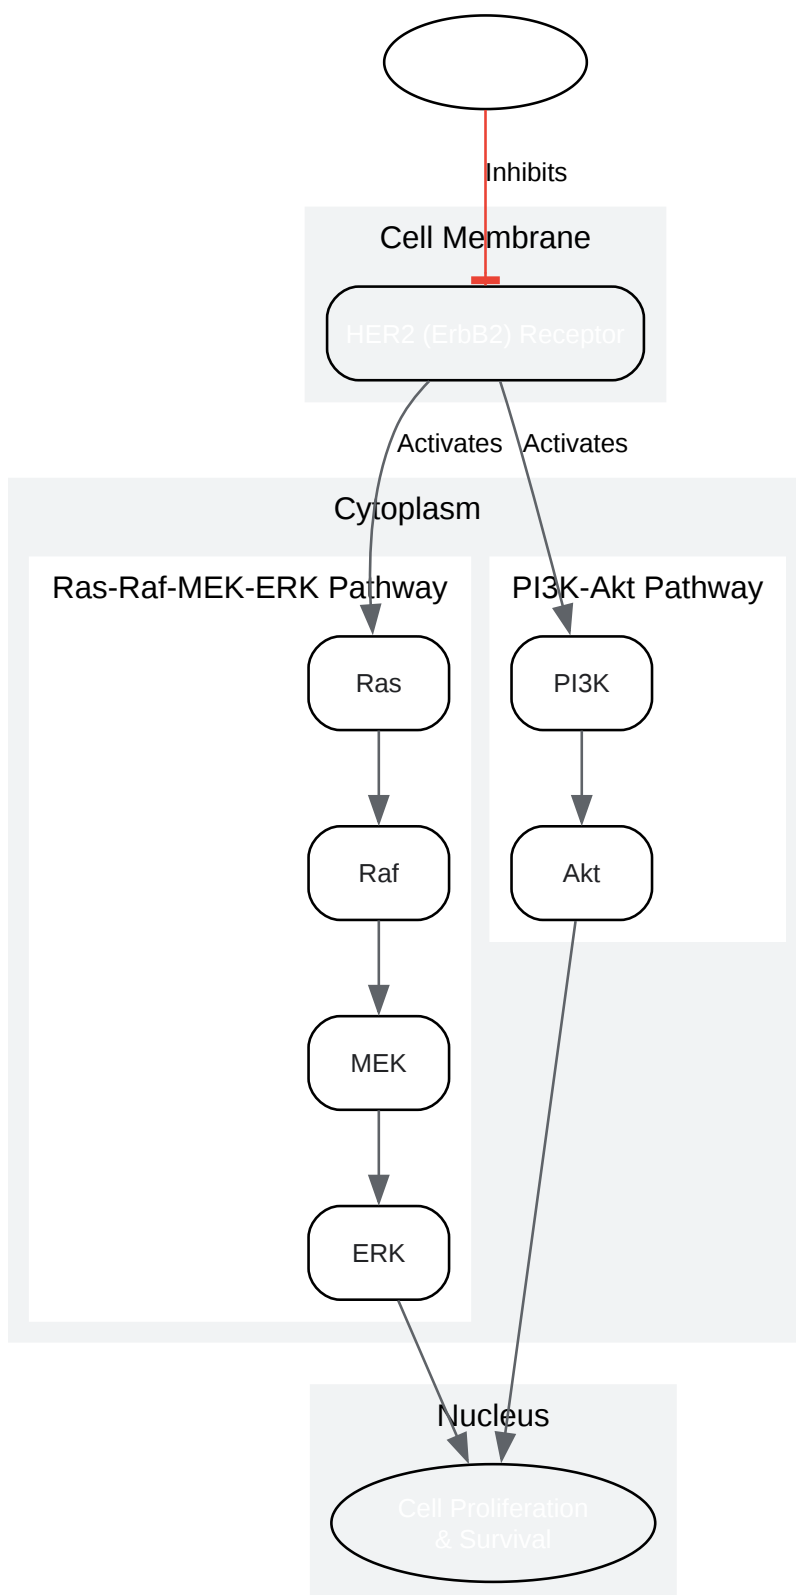 Inhibits
Cell Membrane
HER2 (ErbB2) Receptor
Activates
Activates
Cytoplasm
Ras-Raf-MEK-ERK Pathway
PI3K-Akt Pathway
Ras
PI3K
Raf
Akt
MEK
ERK
Nucleus
Cell Proliferation
& Survival